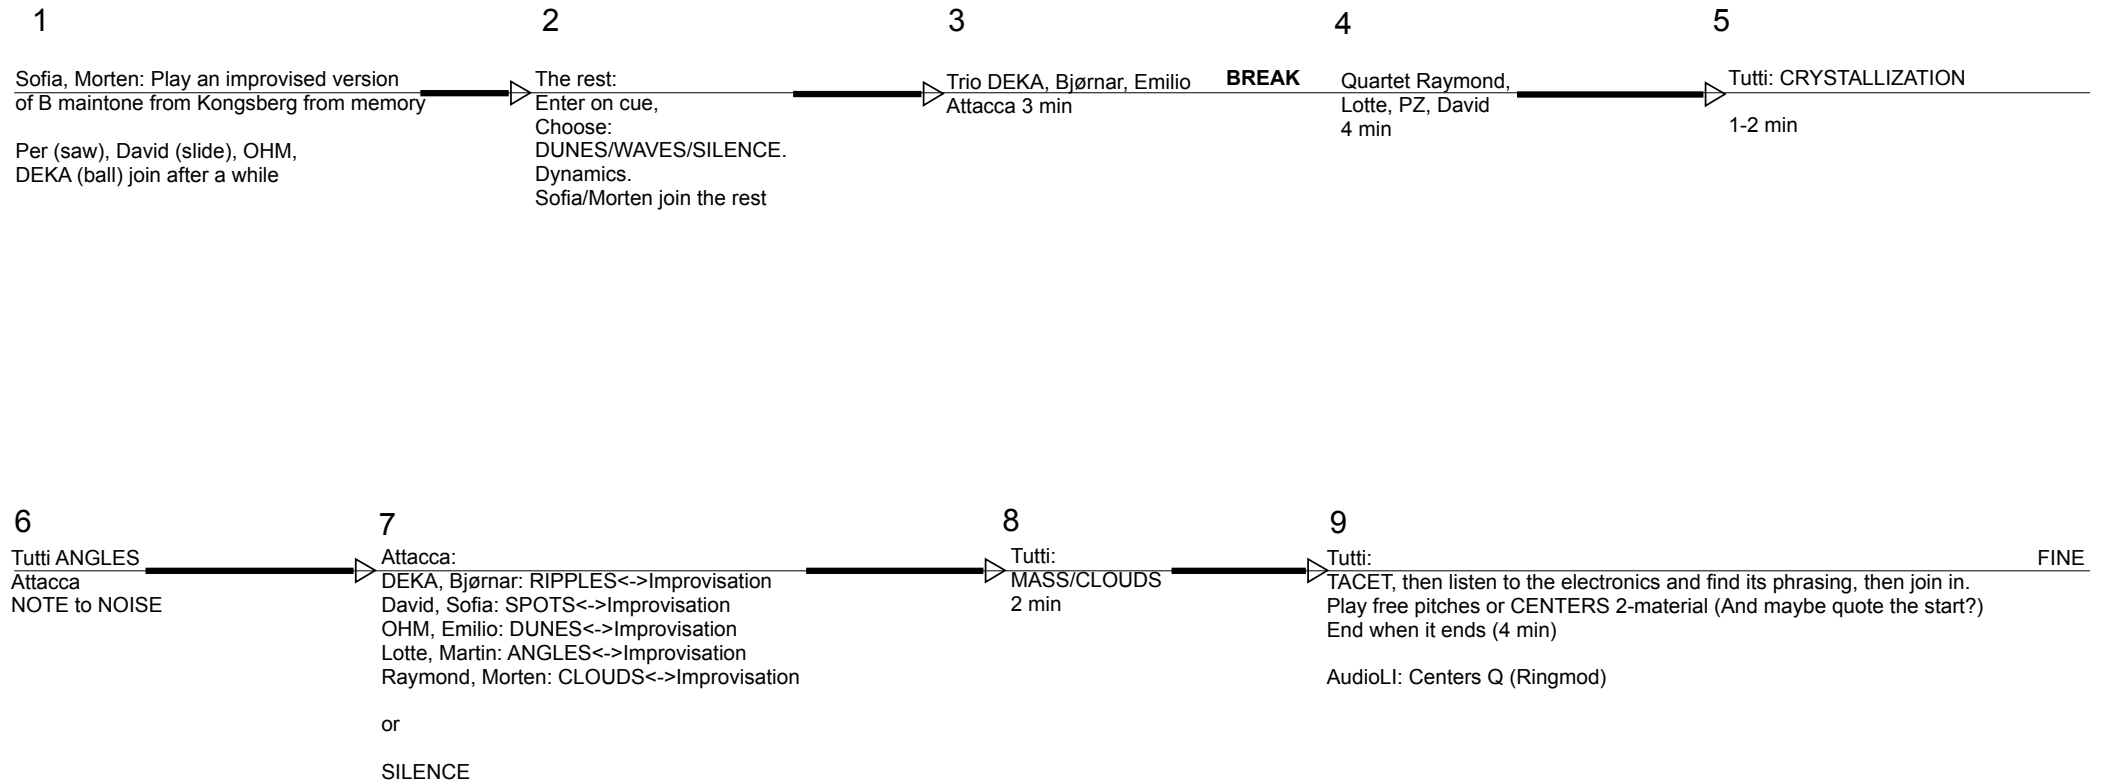 1
Sofia, Morten: Play an improvised version
of B maintone from Kongsberg from memory
Per (saw), David (slide), OHM,
DEKA (ball) join after a while
2
The rest:
Enter on cue,
Choose:
DUNES/WAVES/SILENCE.
Dynamics.
Sofia/Morten join the rest
3
Trio DEKA, Bjørnar, Emilio
Attacca 3 min
BREAK
4
Quartet Raymond,
Lotte, PZ, David
4 min
5
Tutti: CRYSTALLIZATION
1-2 min
6
Tutti ANGLES
Attacca
NOTE to NOISE
7
Attacca:
DEKA, Bjørnar: RIPPLES<->Improvisation
David, Sofia: SPOTS<->Improvisation
OHM, Emilio: DUNES<->Improvisation
Lotte, Martin: ANGLES<->Improvisation
Raymond, Morten: CLOUDS<->Improvisation
or
SILENCE
8
Tutti:
MASS/CLOUDS
2 min
9
Tutti:
TACET, then listen to the electronics and find its phrasing, then join in.
Play free pitches or CENTERS 2-material (And maybe quote the start?)
End when it ends (4 min)
AudioLI: Centers Q (Ringmod)
FINE